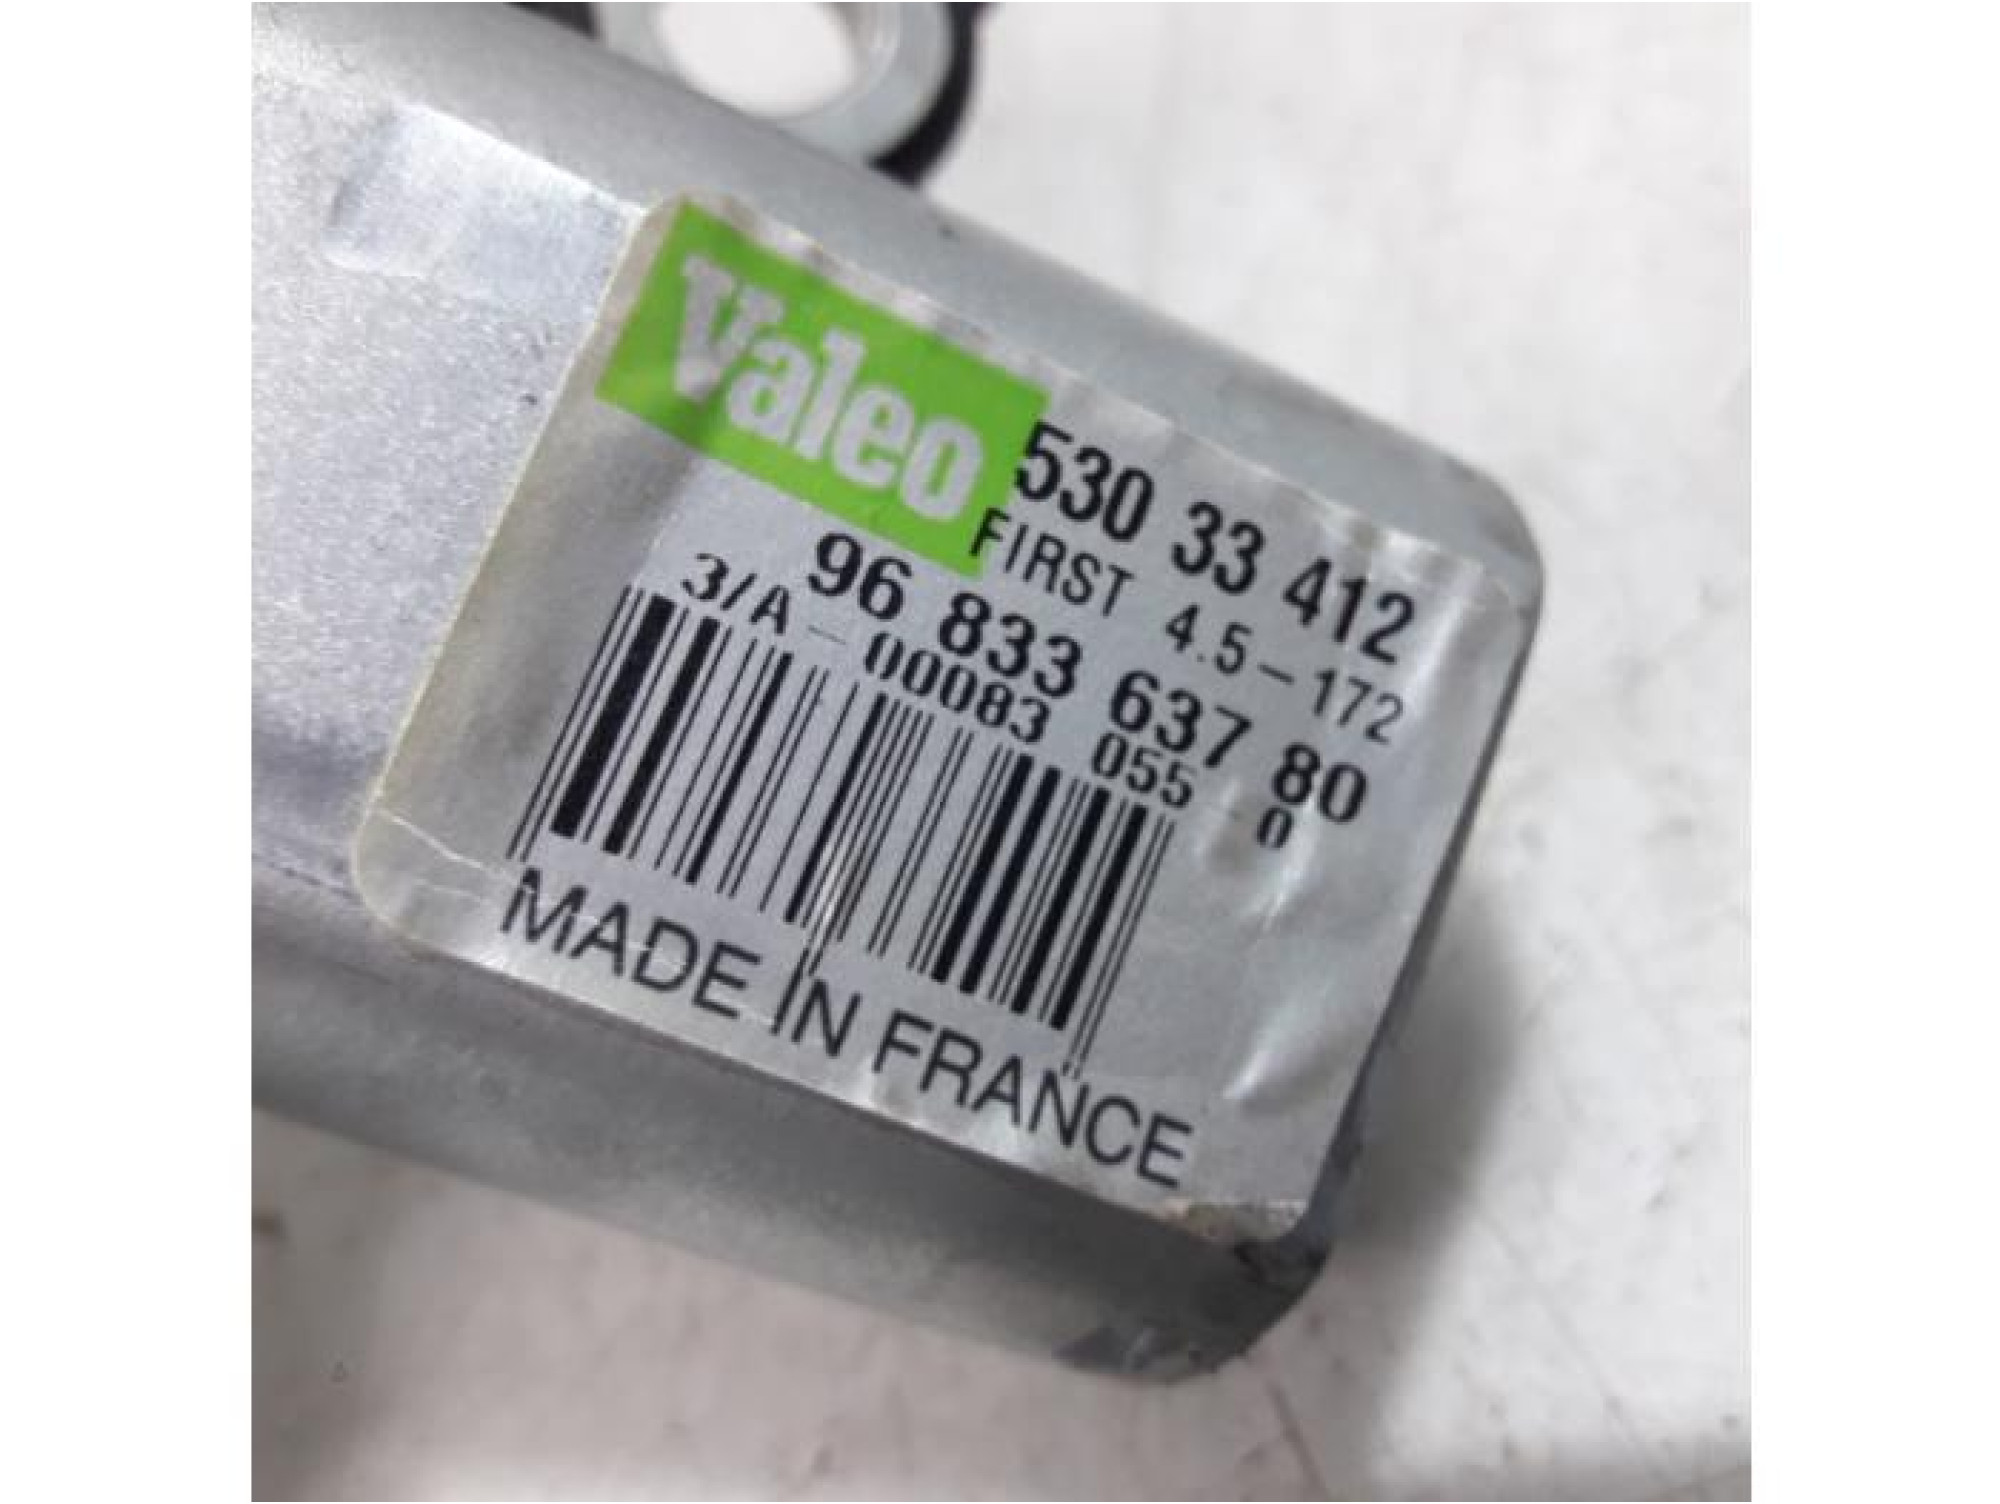 Valeo 530 33 412
FIRST 4.5-172
96 833 637 80
3/A-00083 055 0
MADE IN FRANCE